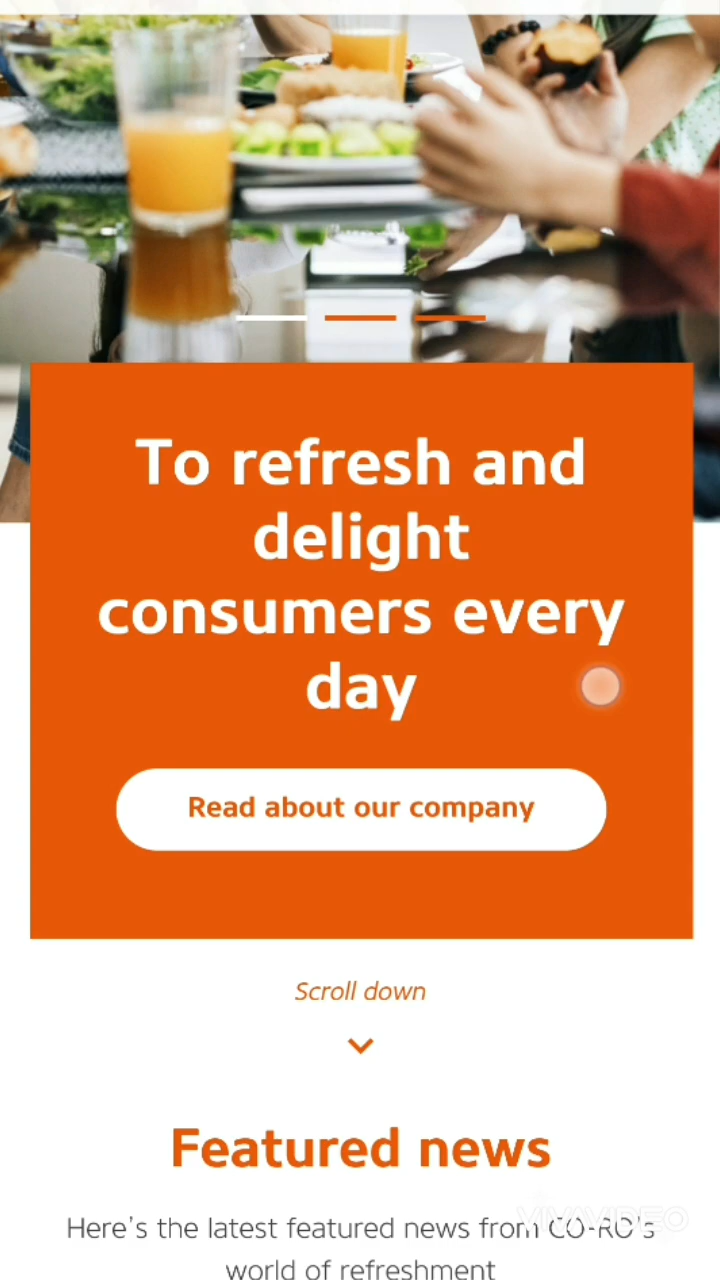 To refresh and
delight
consumers every
day
Read about our company
Scroll down
Featured news
Here's the latest featured news from CO-RO's
world of refreshment
VIVAVIDEO